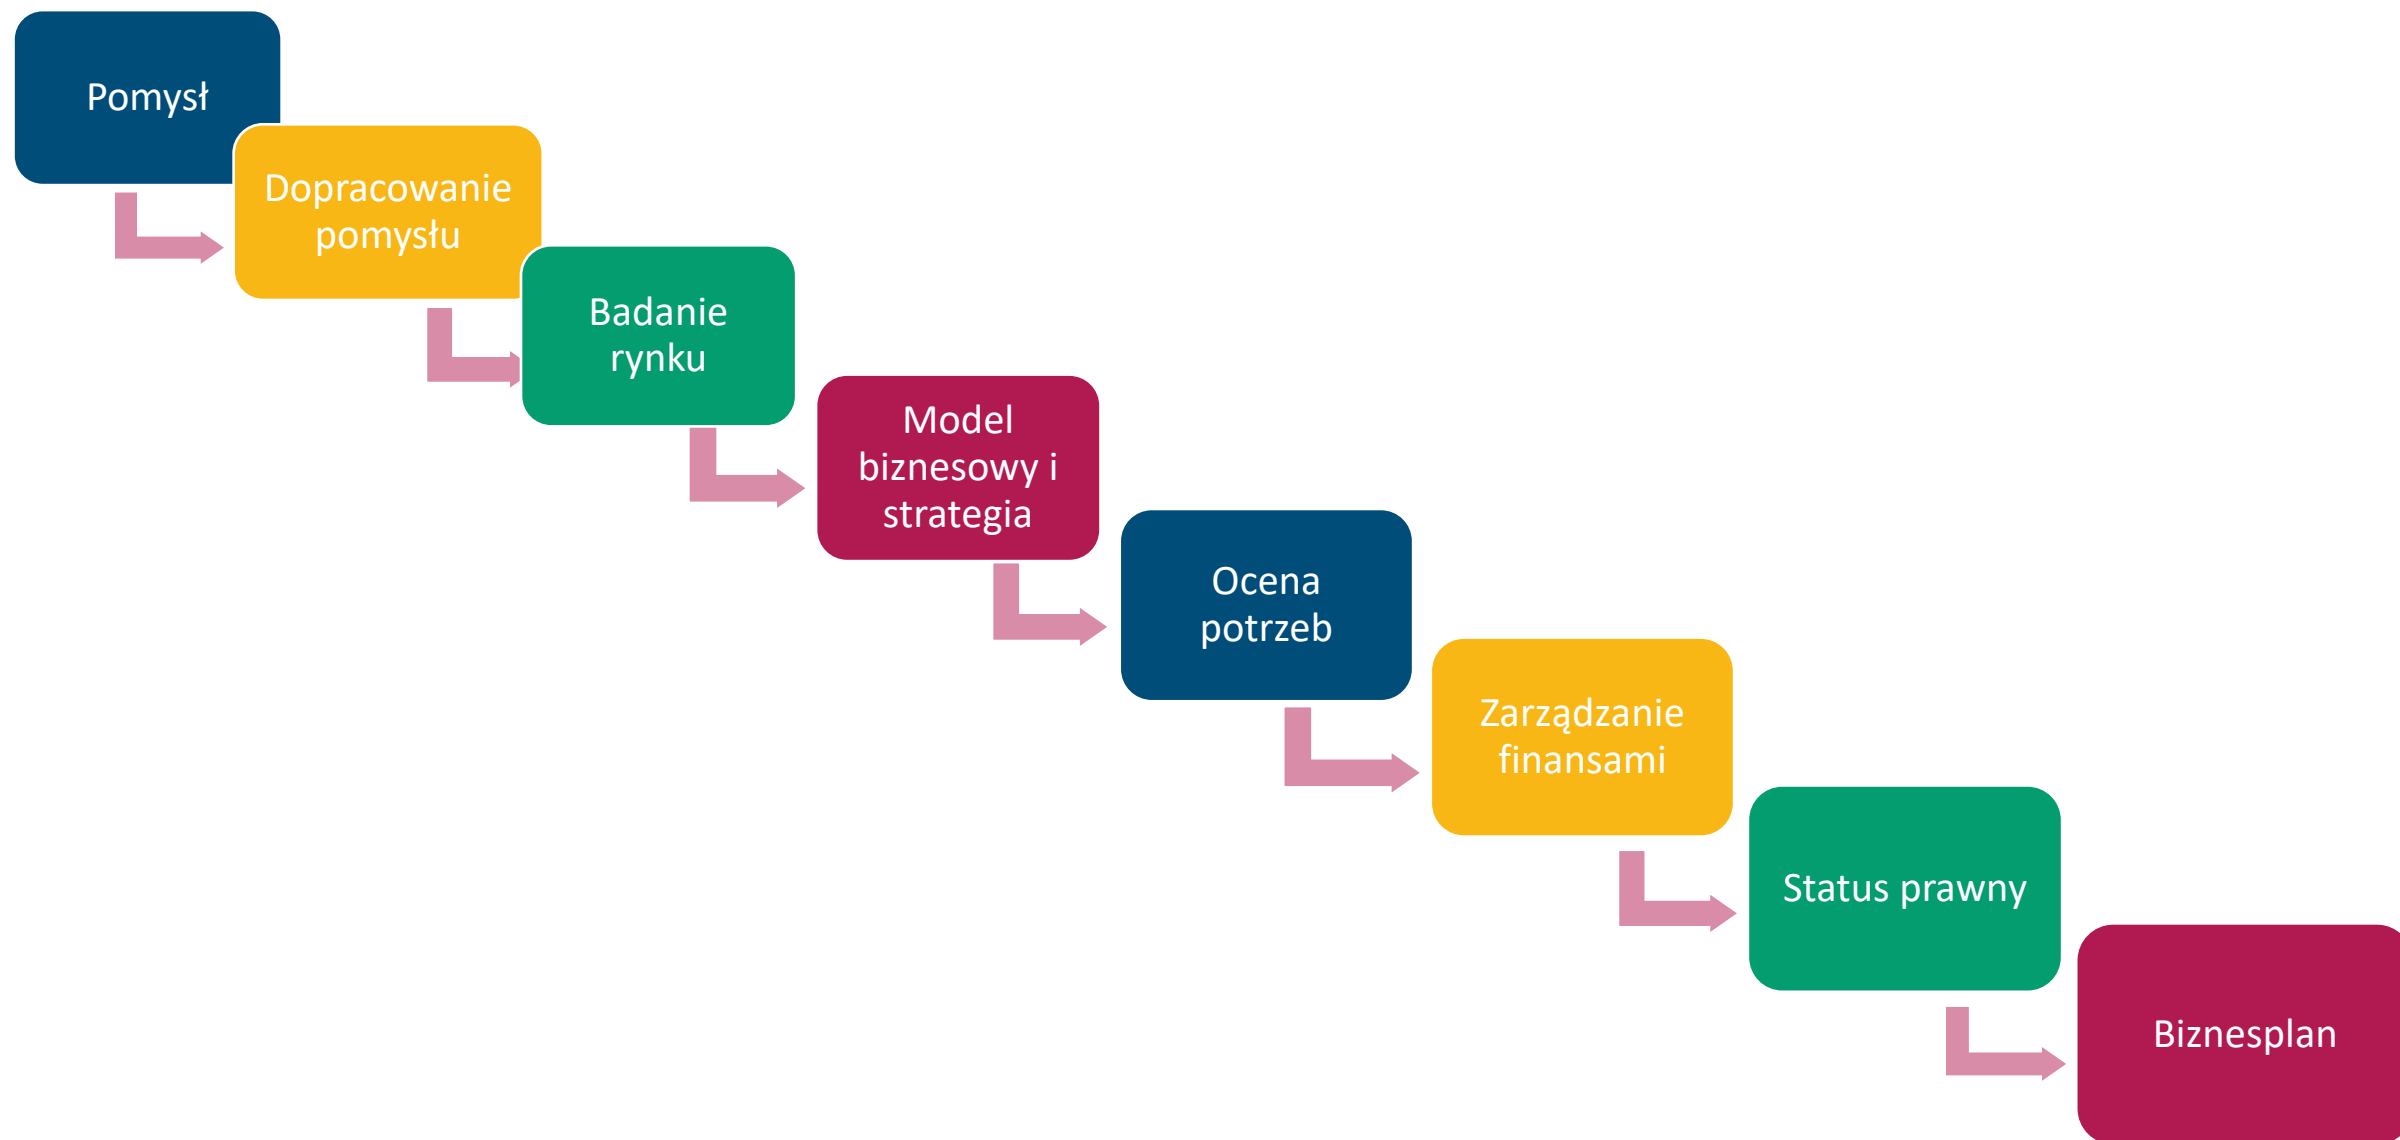 Pomysł
Dopracowanie
pomysłu
Badanie
rynku
Model
biznesowy i
strategia
Ocena
potrzeb
Zarządzanie
finansami
Status prawny
Biznesplan